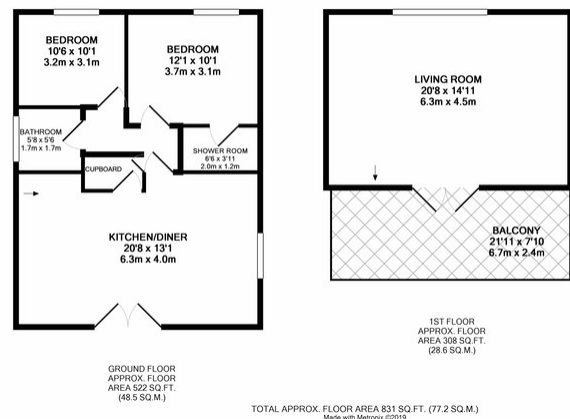 BEDROOM
10'6 x 10'1
3.2m x 3.1m
BEDROOM
12'1 x 10'1
3.7m x 3.1m
BATHROOM
5'8 x 5'6
1.7m x 1.7m
SHOWER ROOM
6'6 x 3'11
2.0m x 1.2m
CUPBOARD
KITCHEN/DINER
20'8 x 13'1
6.3m x 4.0m
GROUND FLOOR
APPROX. FLOOR
AREA 522 SQ.FT.
(48.5 SQ.M.)
LIVING ROOM
20'8 x 14'11
6.3m x 4.5m
BALCONY
21'11 x 7'10
6.7m x 2.4m
1ST FLOOR
APPROX. FLOOR
AREA 308 SQ.FT.
(28.6 SQ.M.)
TOTAL APPROX. FLOOR AREA 831 SQ.FT. (77.2 SQ.M.)
Made with Metropix ©2019